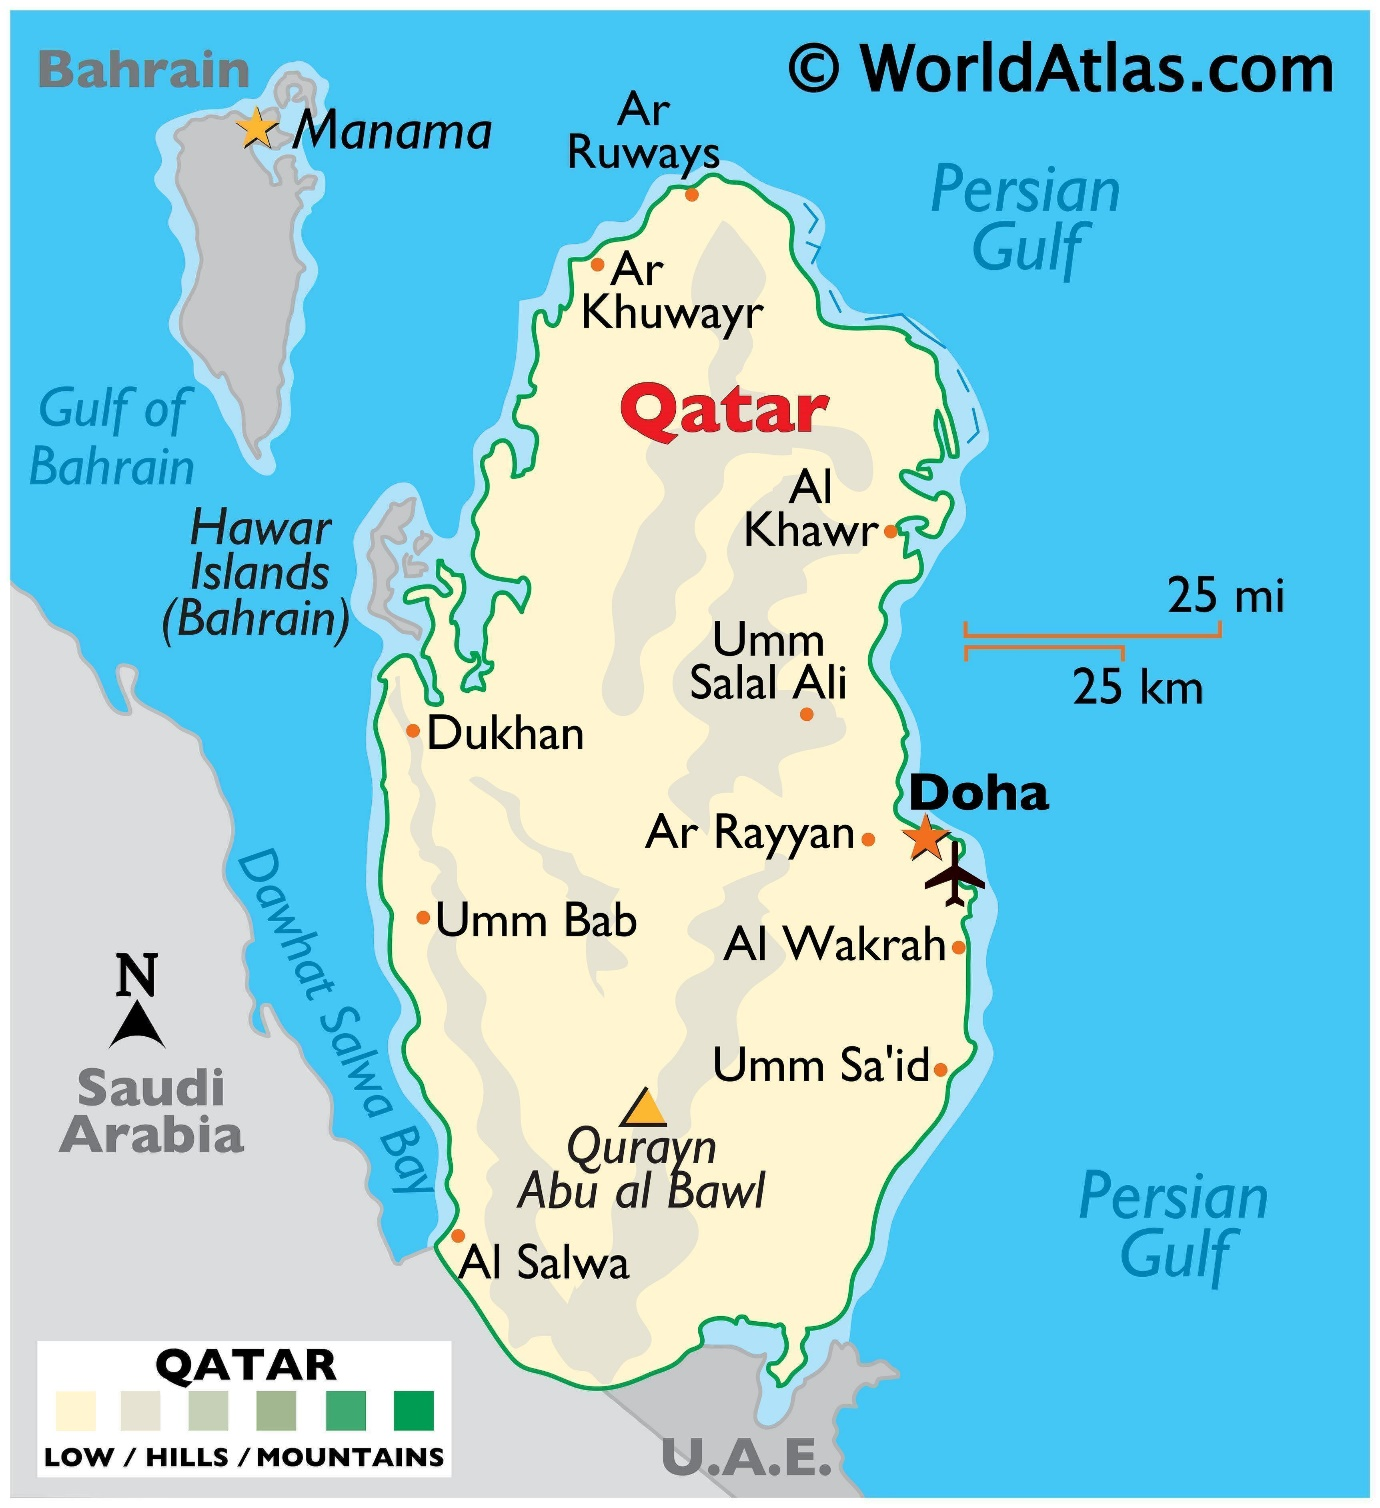 Bahrain
© WorldAtlas.com
Manama
Ar
Ruways
Persian
Gulf
Ar
Khuwayr
Gulf of
Bahrain
Qatar
Al
Khawr
Hawar
Islands
(Bahrain)
25 mi
25 km
Umm
Salal Ali
Dukhan
Doha
Ar Rayyan
Umm Bab
Al Wakrah
Dawhat Salwa Bay
N
Saudi
Arabia
Umm Sa'id
Qurayn
Abu al Bawl
Persian
Gulf
Al Salwa
QATAR
LOW / HILLS / MOUNTAINS
U.A.E.